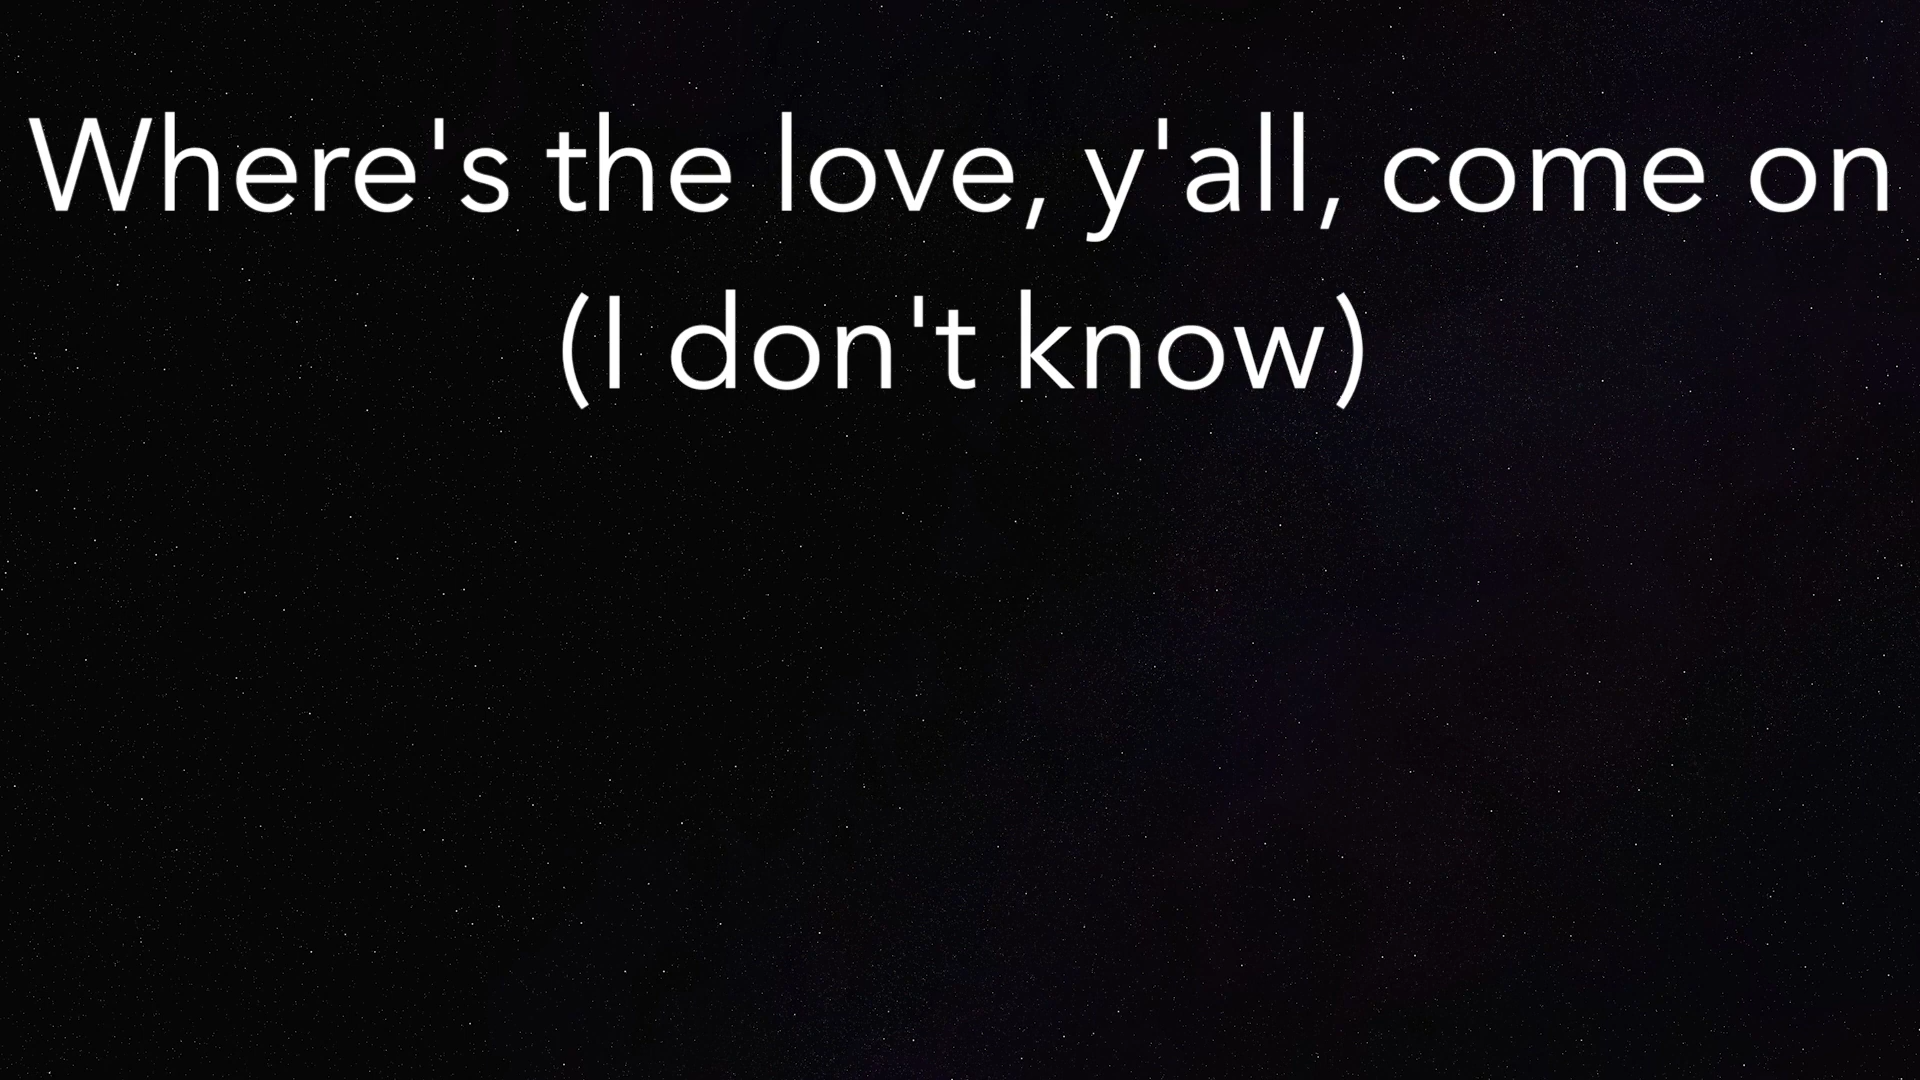 Where's the love, y'all, come on
(I don't know)